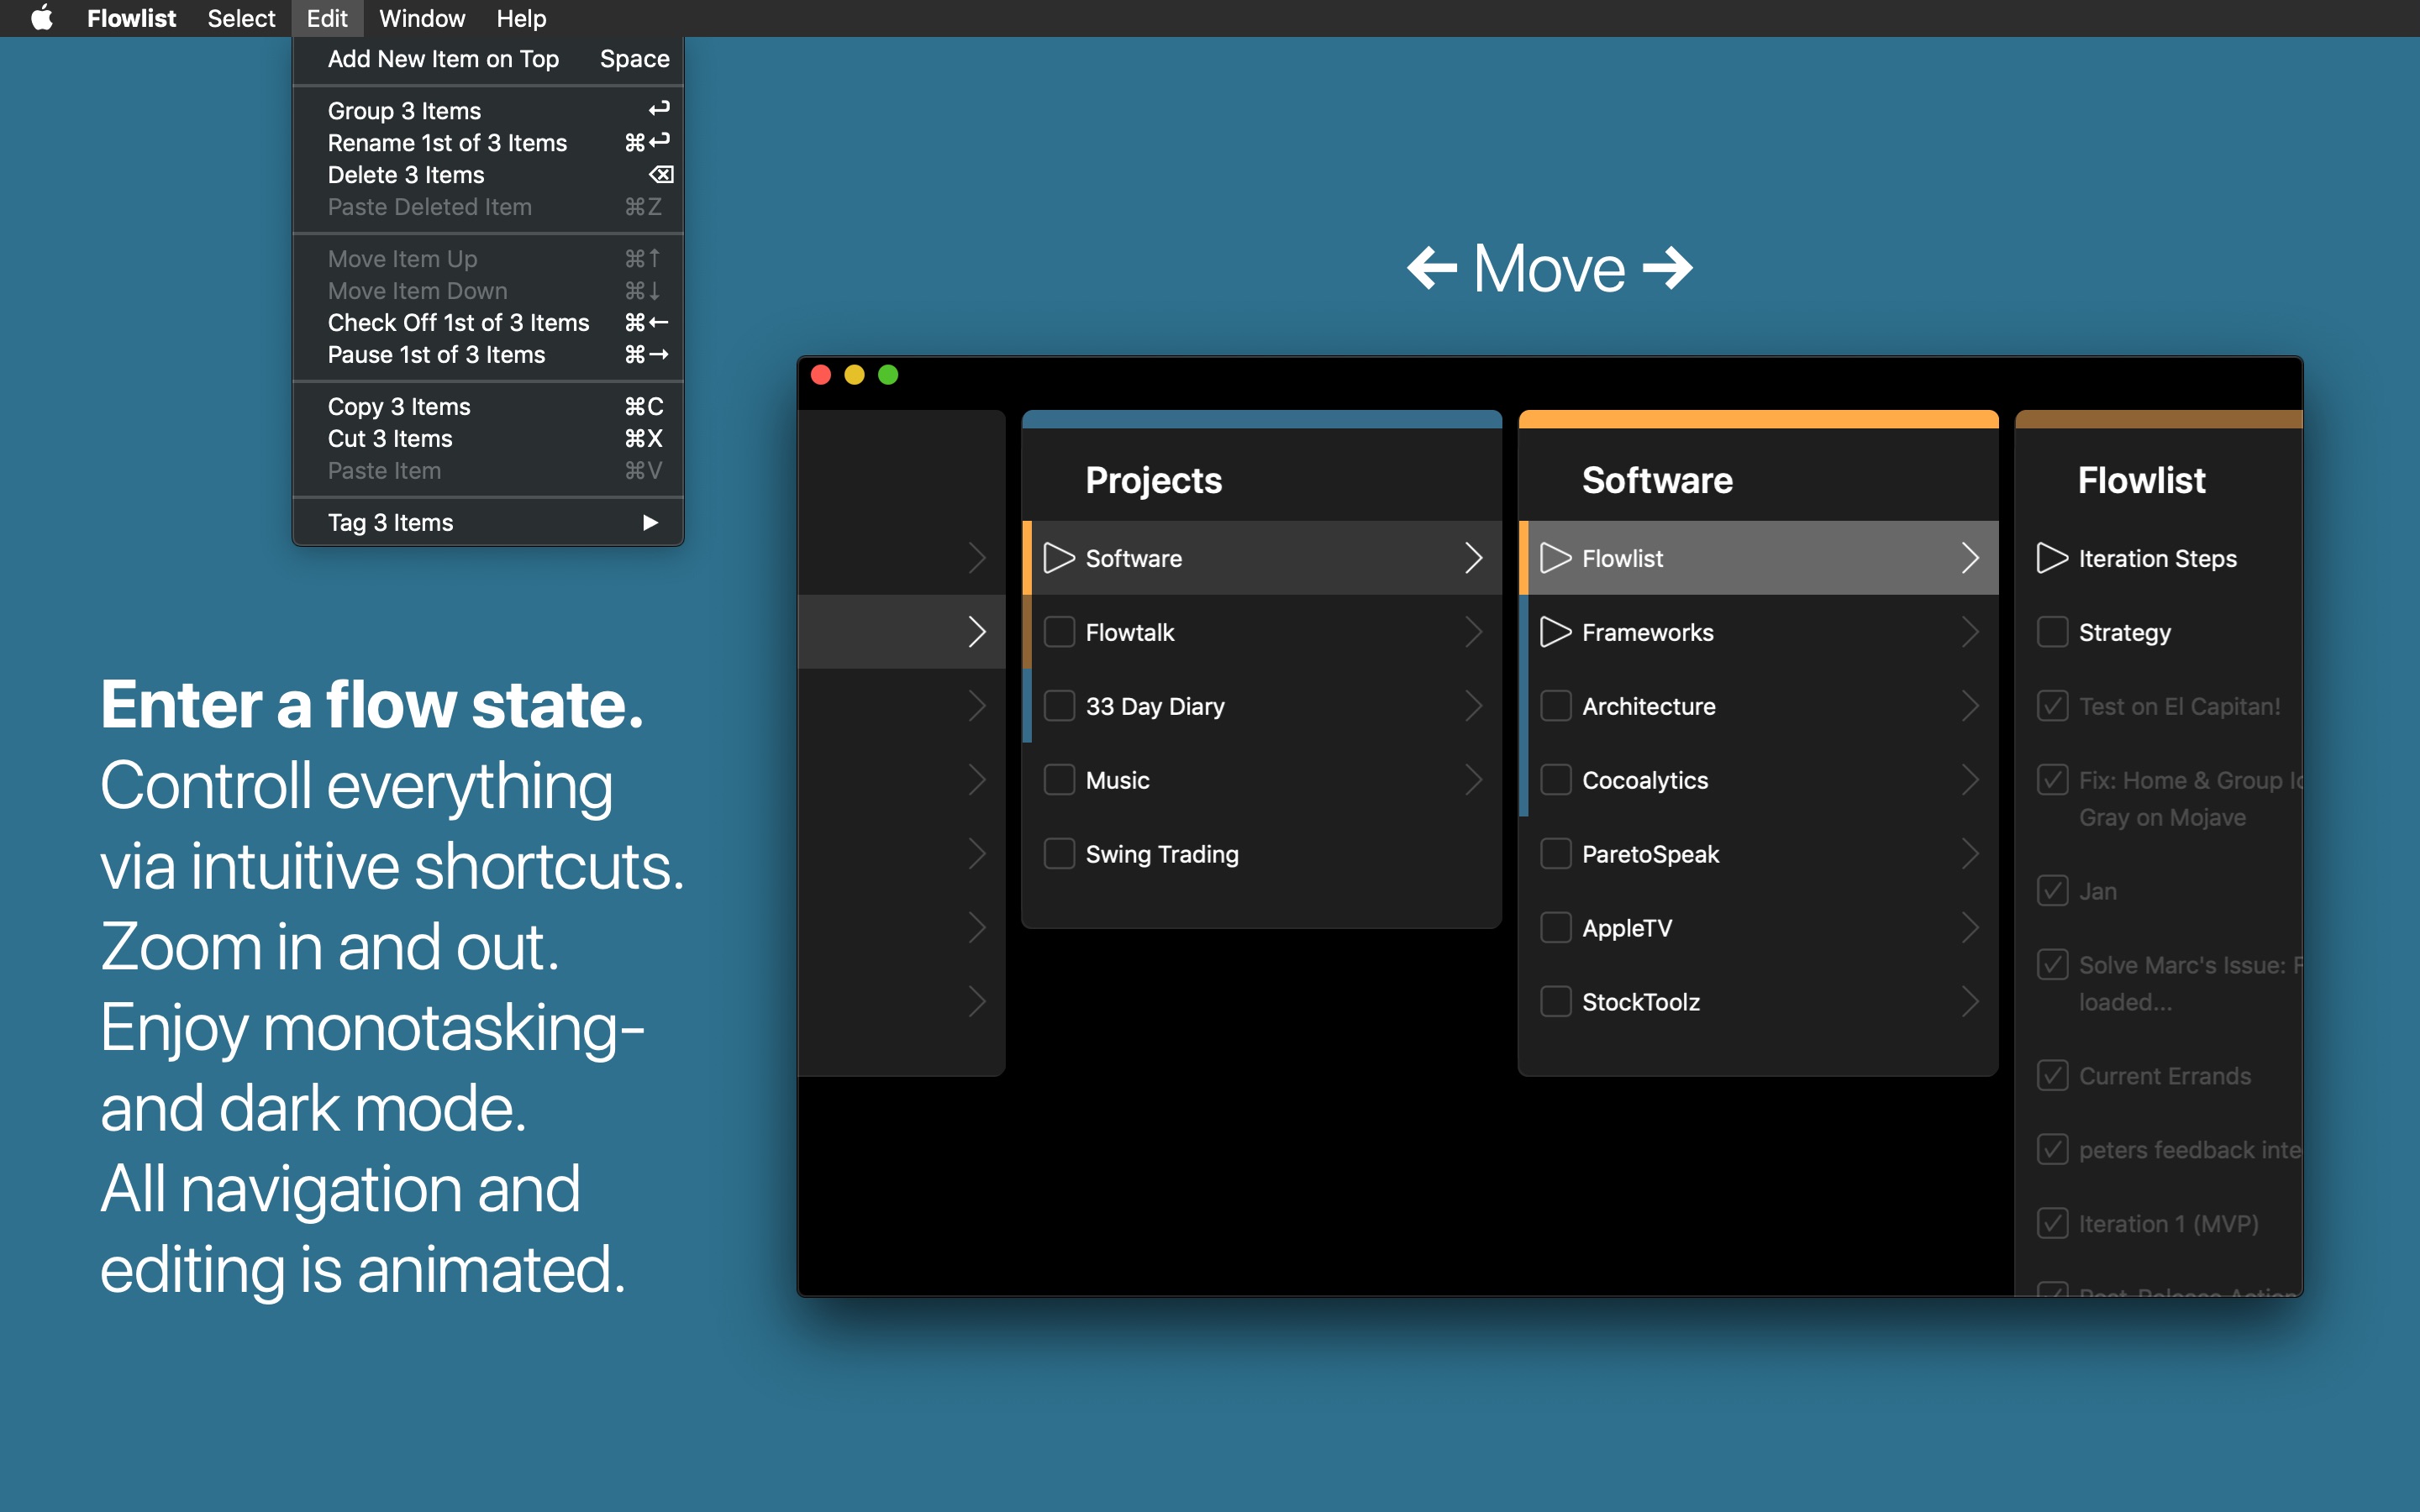 Flowlist Select Edit Window Help
Add New Item on Top Space
Group 3 Items ↩
Rename 1st of 3 Items ⌘↩
Delete 3 Items ⌫
Paste Deleted Item ⌘Z
Move Item Up ⌘↑
Move Item Down ⌘↓
Check Off 1st of 3 Items ⌘←
Pause 1st of 3 Items ⌘→
Copy 3 Items ⌘C
Cut 3 Items ⌘X
Paste Item ⌘V
Tag 3 Items ▶
Enter a flow state.
Controll everything
via intuitive shortcuts.
Zoom in and out.
Enjoy monotasking-
and dark mode.
All navigation and
editing is animated.
← Move →
Projects
Software
Flowtalk
33 Day Diary
Music
Swing Trading
Software
Flowlist
Frameworks
Architecture
Cocoalytics
ParetoSpeak
AppleTV
StockToolz
Flowlist
Iteration Steps
Strategy
Test on El Capitan!
Fix: Home & Group
Gray on Mojave
Jan
Solve Marc's Issue:
loaded...
Current Errands
peters feedback
Iteration 1 (MVP)
Post-Release